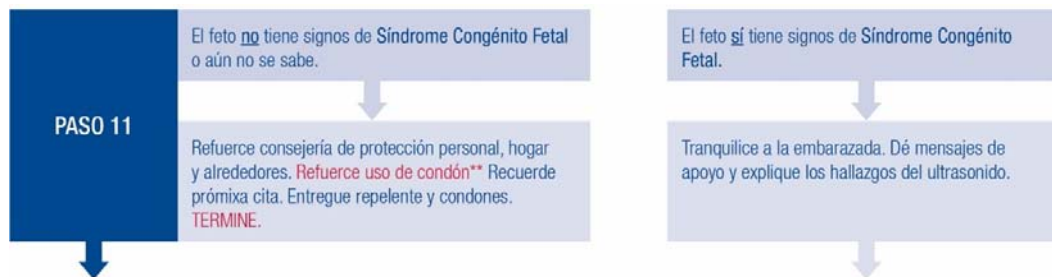 PASO 11
El feto no tiene signos de Síndrome Congénito Fetal
o aún no se sabe.
Refuerce consejería de protección personal, hogar
y alrededores. Refuerce uso de condón** Recuerde
prómixa cita. Entregue repelente y condones.
TERMINE.
El feto sí tiene signos de Síndrome Congénito
Fetal.
Tranquilice a la embarazada. Dé mensajes de
apoyo y explique los hallazgos del ultrasonido.